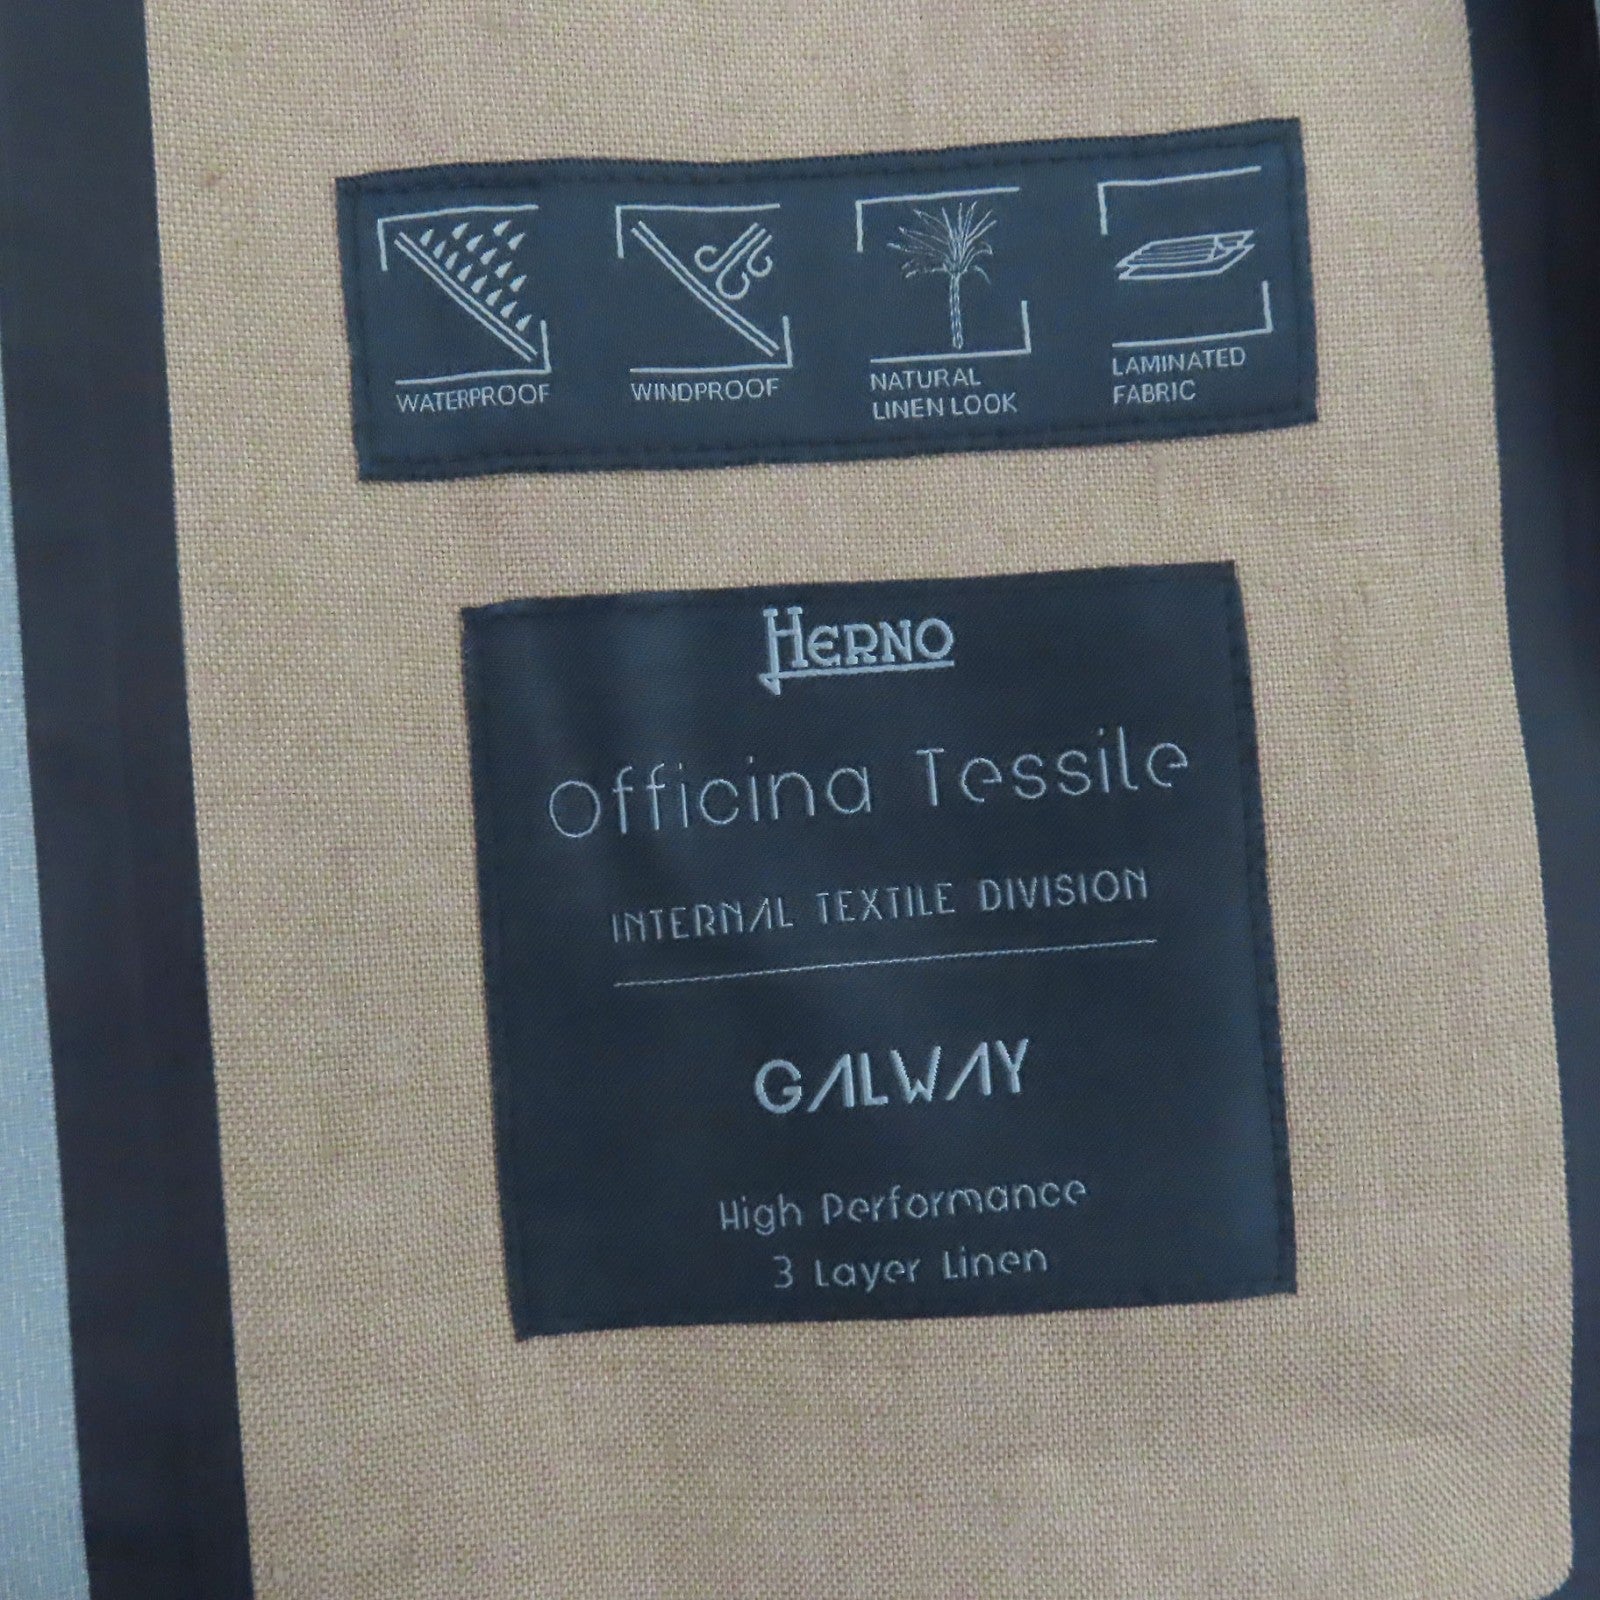 WATERPROOF
WINDPROOF
NATURAL
LINEN LOOK
LAMINATED
FABRIC
HERNO
Officina Tessile
INTERNAL TEXTILE DIVISION
GALWAY
High Performance
3 Layer Linen